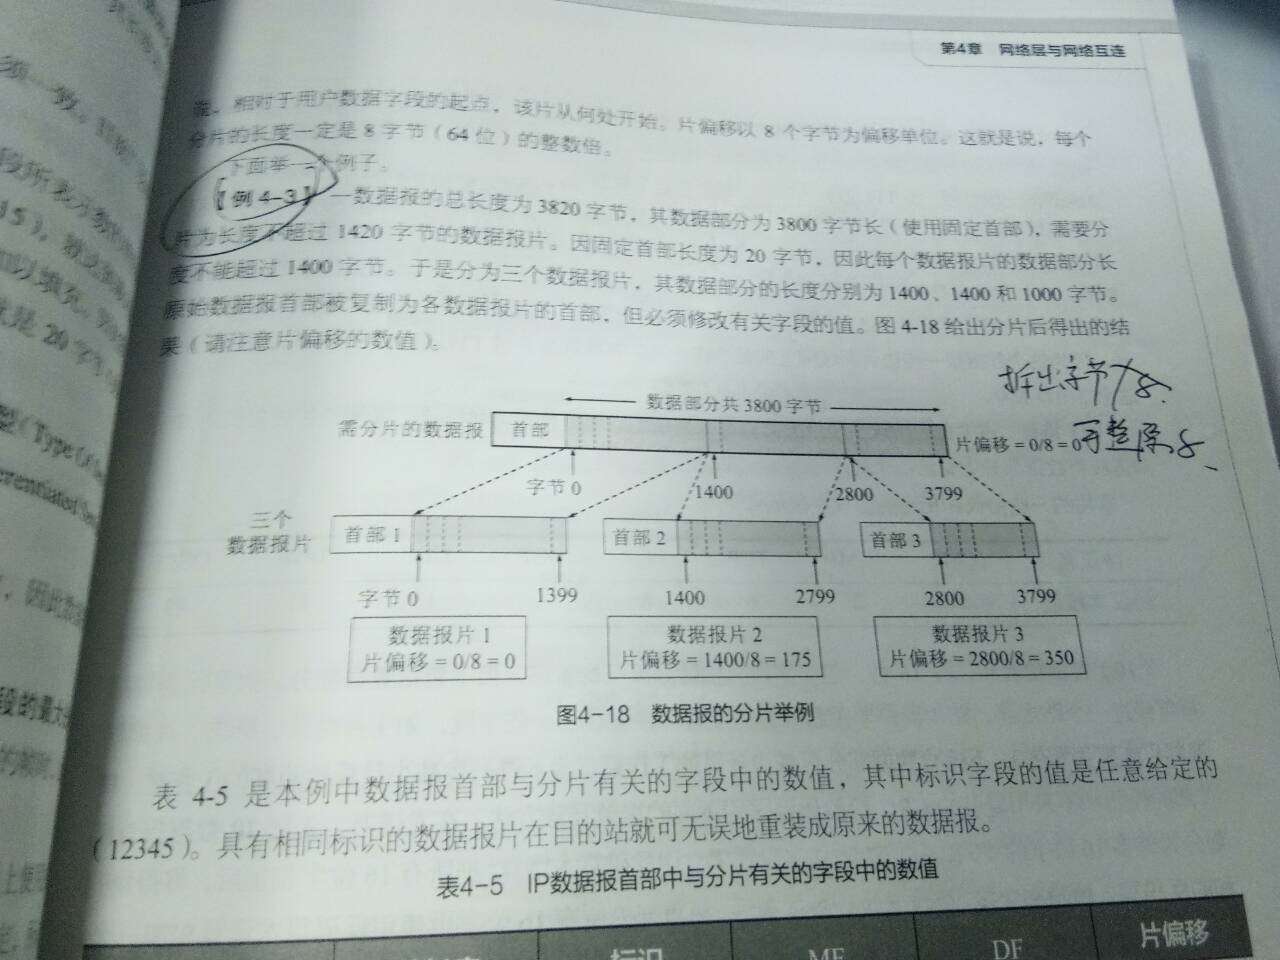 第4章 网络层与网络互连
说，相对于用户数据字段的起点，该片从何处开始。片偏移以 8 个字节为偏移单位。这就是说，每个
分片的长度一定是 8 字节（64 位）的整数倍。
下面举一个例子。
【例 4-3】 一数据报的总长度为 3820 字节，其数据部分为 3800 字节长（使用固定首部），需要分
片为长度不超过 1420 字节的数据报片。因固定首部长度为 20 字节，因此每个数据报片的数据部分长
度不能超过 1400 字节。于是分为三个数据报片，其数据部分的长度分别为 1400、1400 和 1000 字节。
原始数据报首部被复制为各数据报片的首部，但必须修改有关字段的值。图 4-18 给出分片后得出的结
果（请注意片偏移的数值）。
拆出字节/8
再整除8、
数据部分共 3800 字节
需分片的数据报 首部 片偏移 = 0/8 = 0
字节 0 1400 2800 3799
三个
数据报片 首部 1 首部 2 首部 3
字节 0 1399 1400 2799 2800 3799
数据报片 1 数据报片 2 数据报片 3
片偏移 = 0/8 = 0 片偏移 = 1400/8 = 175 片偏移 = 2800/8 = 350
图4-18 数据报的分片举例
表 4-5 是本例中数据报首部与分片有关的字段中的数值，其中标识字段的值是任意给定的
（12345）。具有相同标识的数据报片在目的站就可无误地重装成原来的数据报。
表4-5 IP数据报首部中与分片有关的字段中的数值
标识 MF DF 片偏移